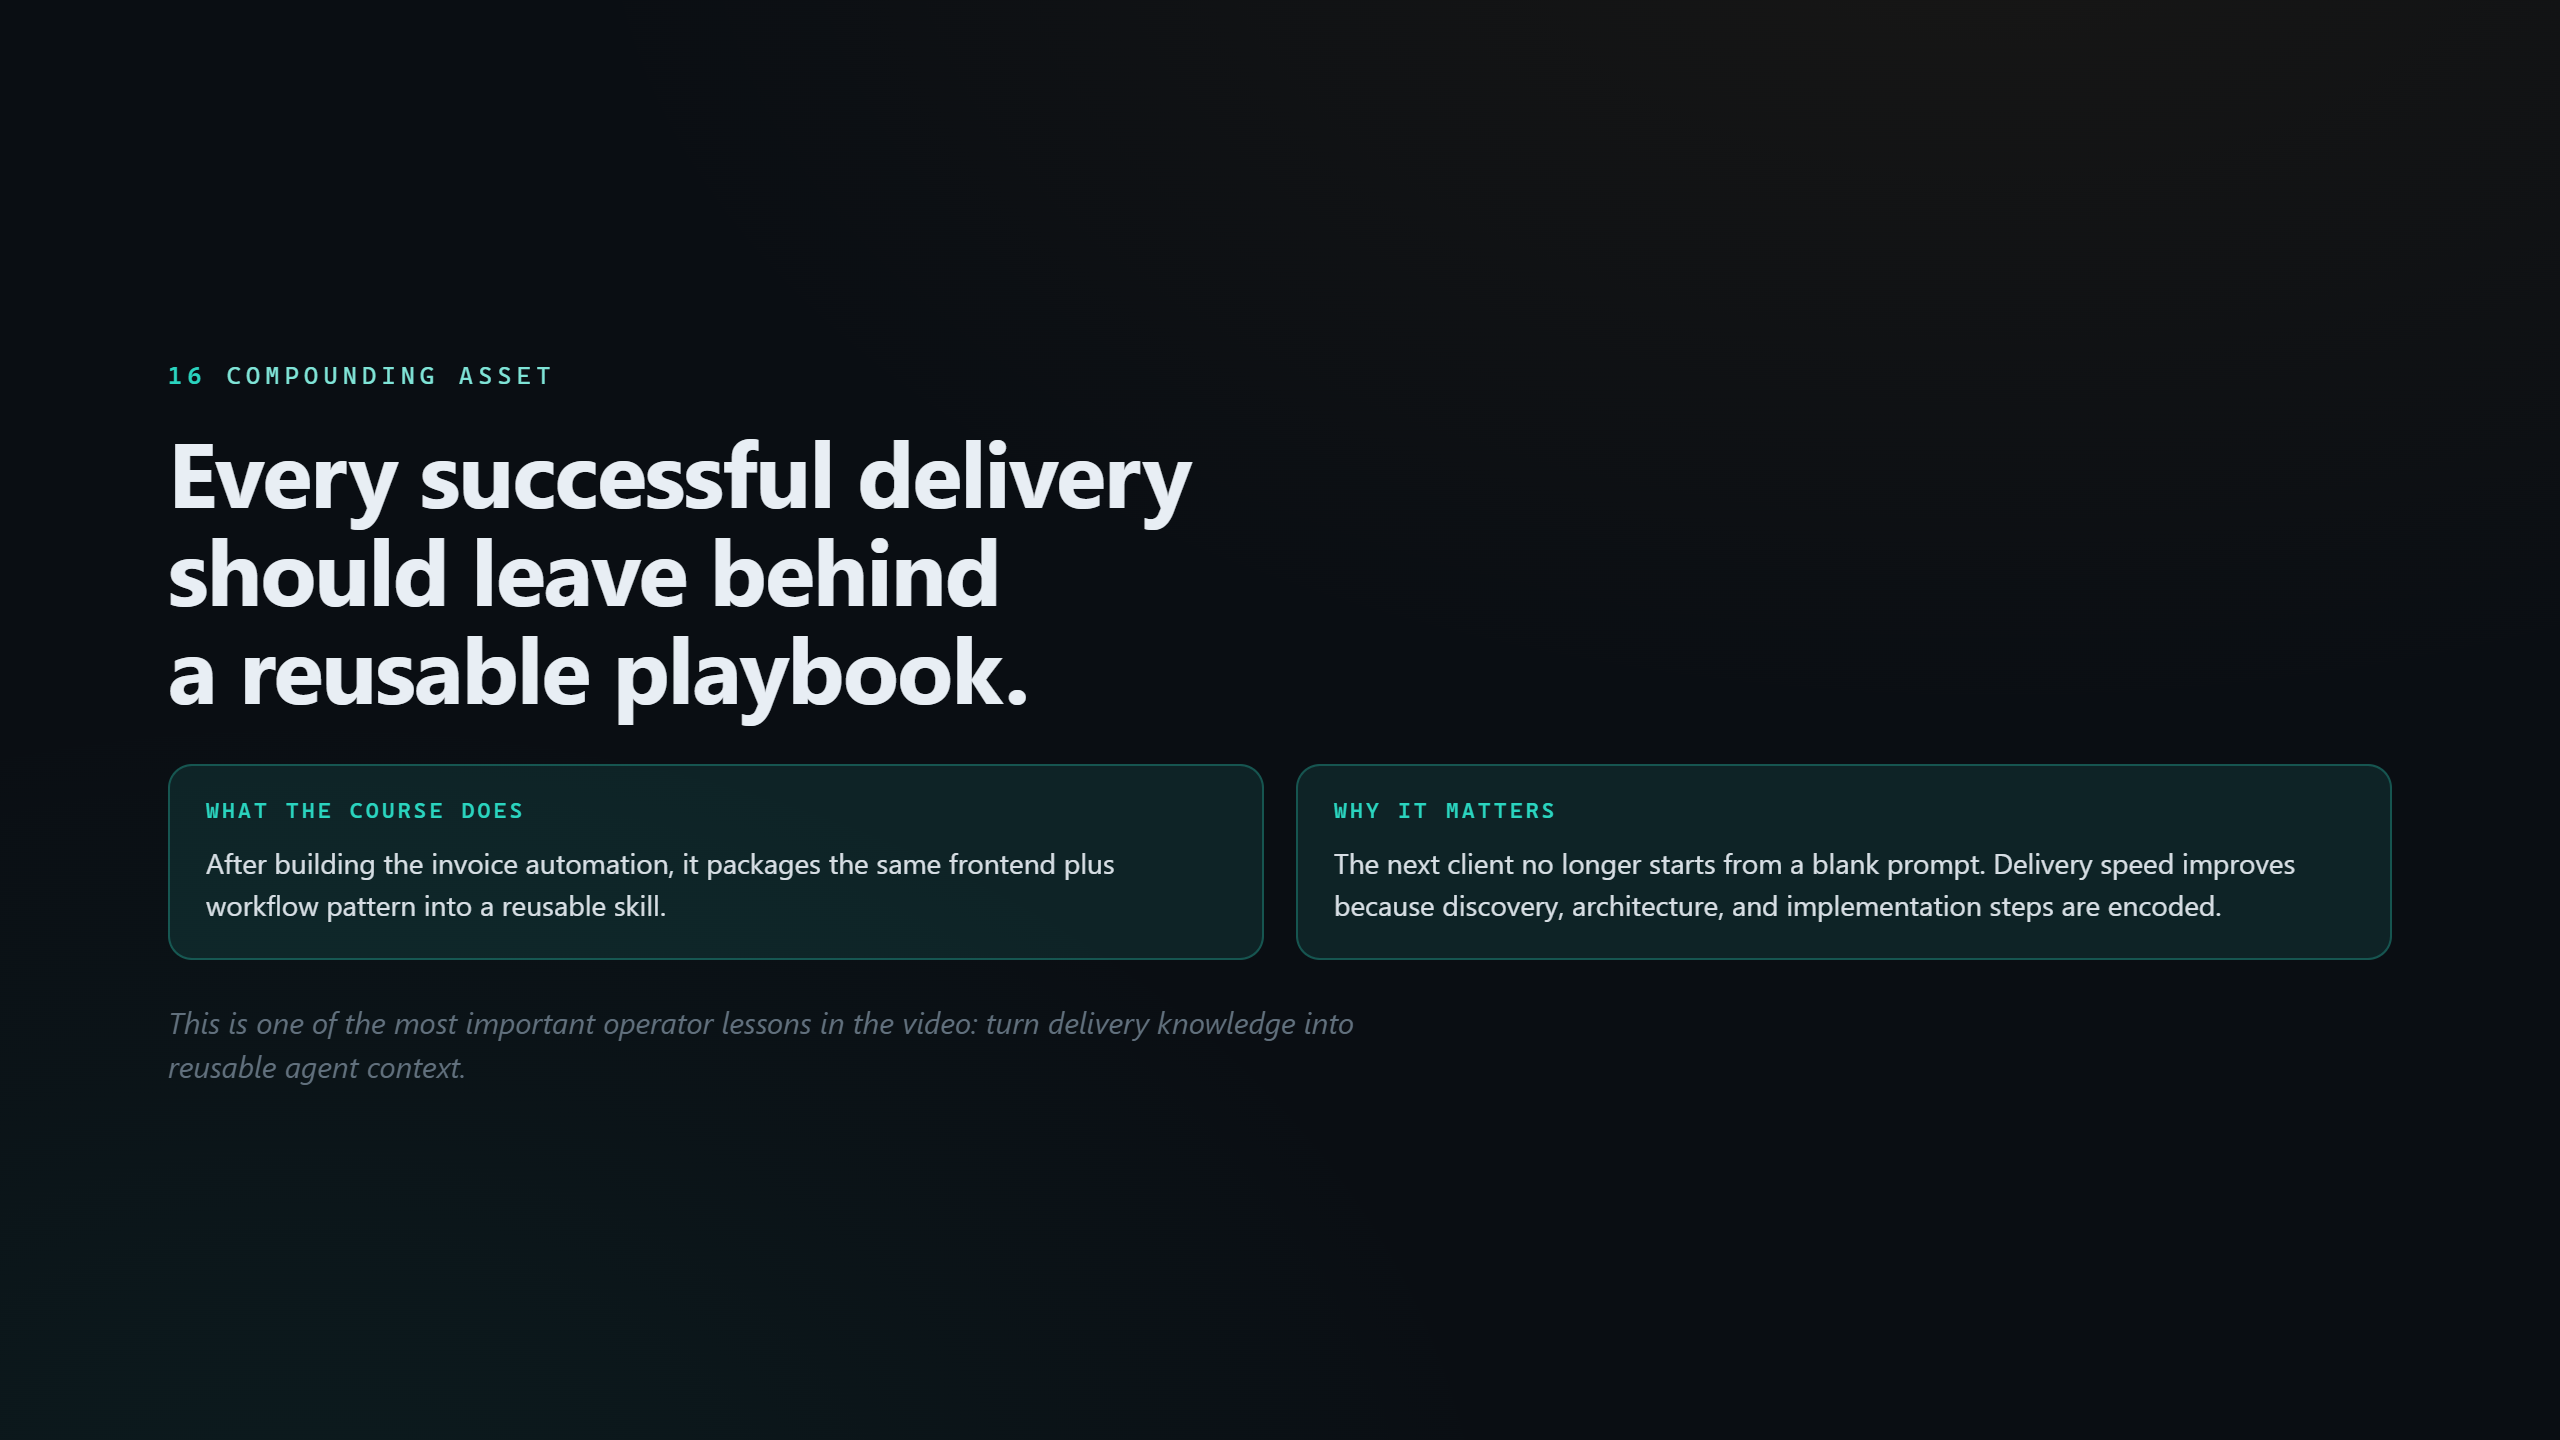 16 COMPOUNDING ASSET
Every successful delivery
should leave behind
a reusable playbook.
WHAT THE COURSE DOES
After building the invoice automation, it packages the same frontend plus
workflow pattern into a reusable skill.
WHY IT MATTERS
The next client no longer starts from a blank prompt. Delivery speed improves
because discovery, architecture, and implementation steps are encoded.
This is one of the most important operator lessons in the video: turn delivery knowledge into
reusable agent context.